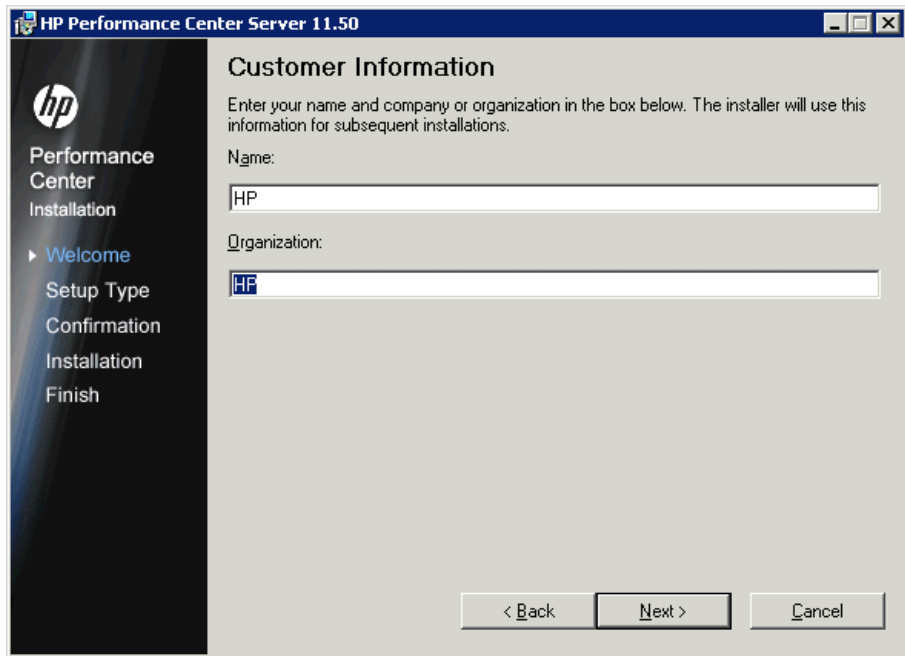 HP Performance Center Server 11.50
hp
Performance
Center
Installation
Welcome
Setup Type
Confirmation
Installation
Finish
Customer Information
Enter your name and company or organization in the box below. The installer will use this
information for subsequent installations.
Name:
HP
Organization:
HP
< Back
Next >
Cancel